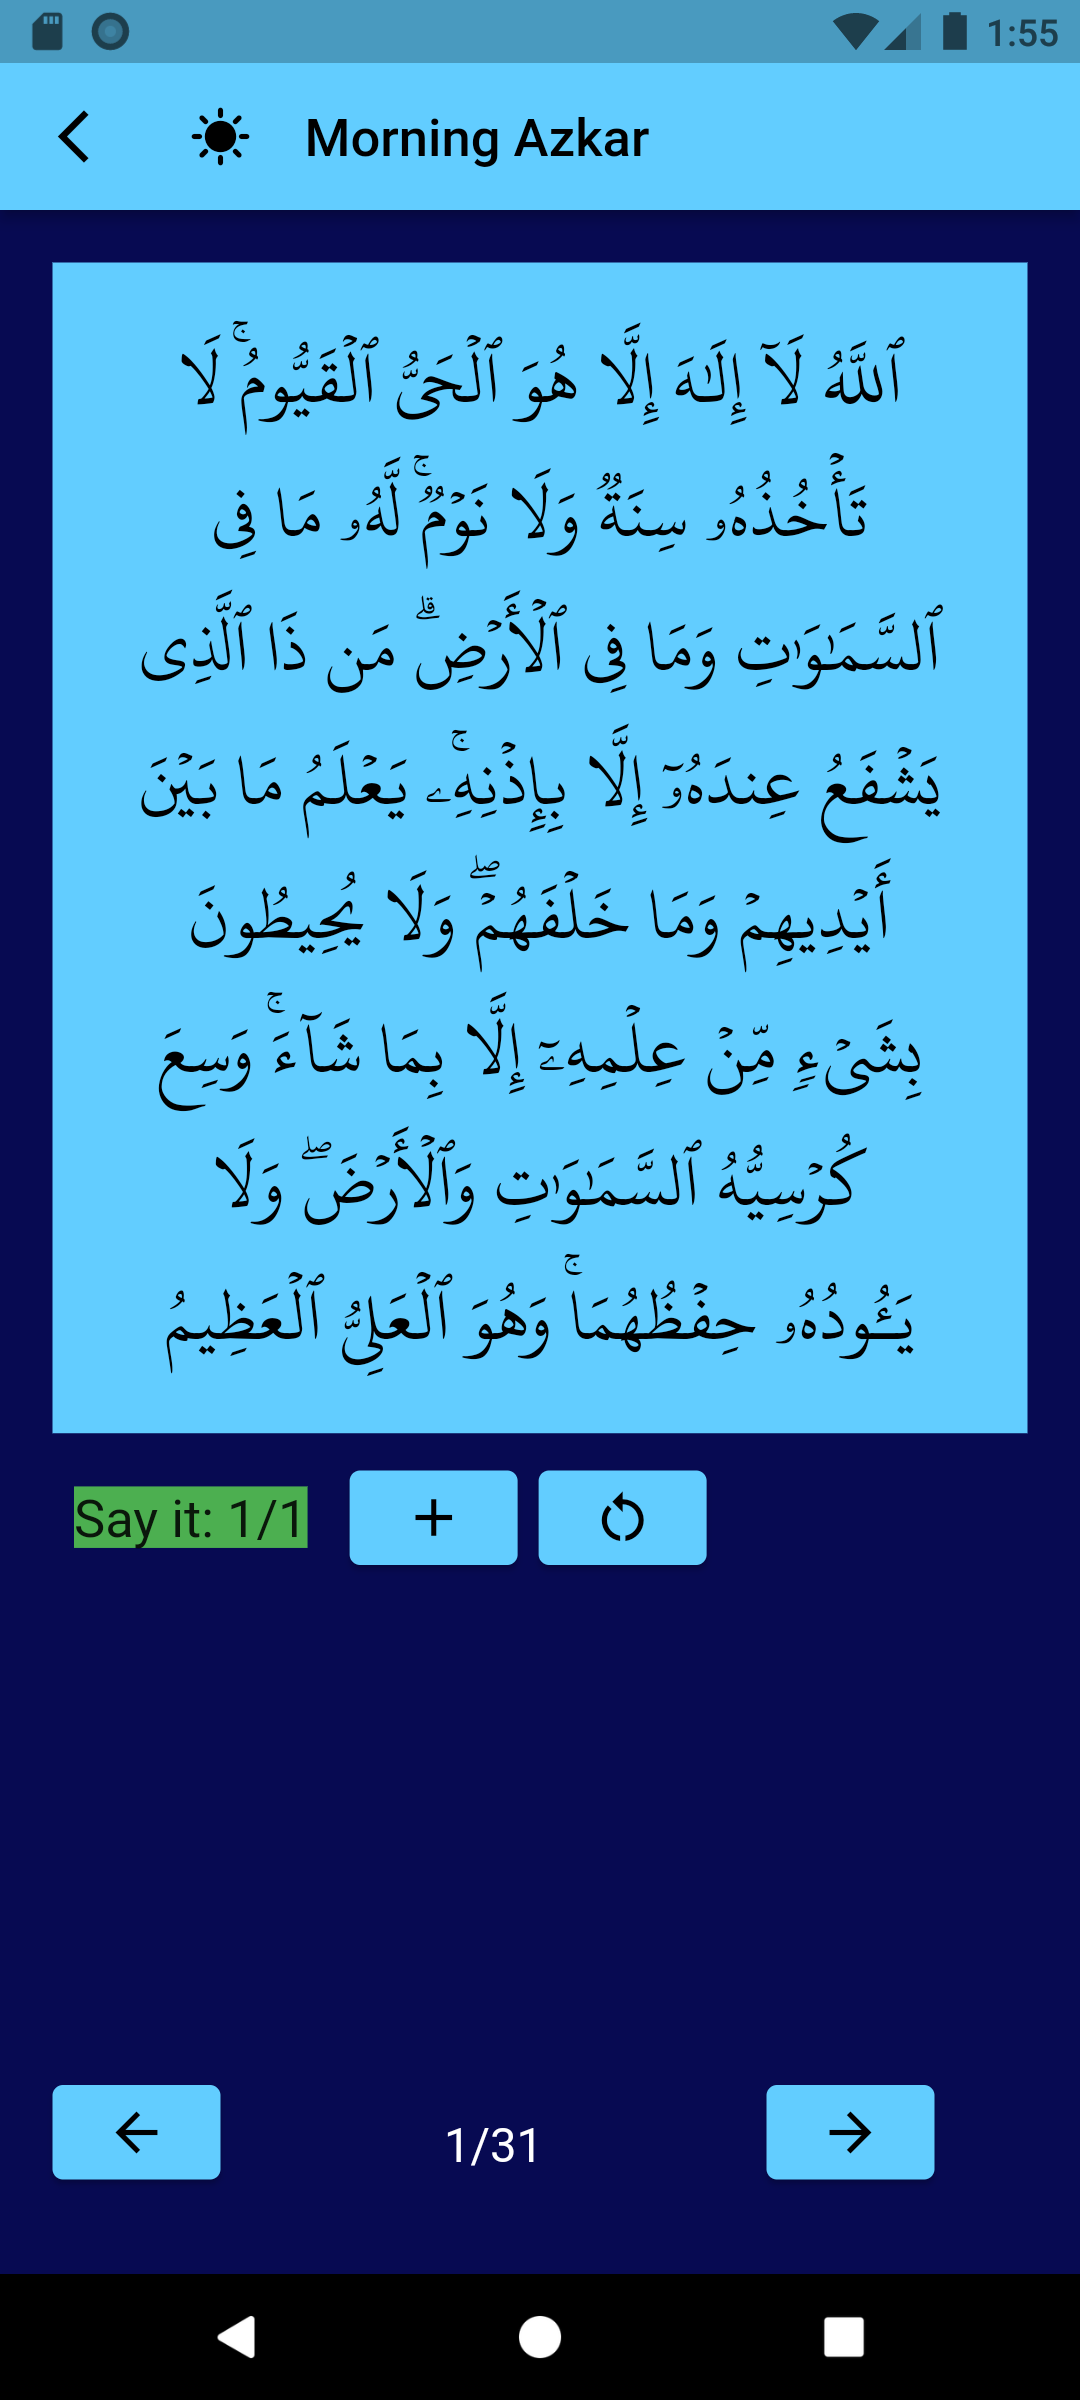 1:55
Morning Azkar
ٱللَّهُ لَآ إِلَـٰهَ إِلَّا هُوَ ٱلْحَىُّ ٱلْقَيُّومُ ۚ لَا
تَأْخُذُهُۥ سِنَةٌ وَلَا نَوْمٌ ۚ لَّهُۥ مَا فِى
ٱلسَّمَـٰوَٰتِ وَمَا فِى ٱلْأَرْضِ ۗ مَن ذَا ٱلَّذِى
يَشْفَعُ عِندَهُۥٓ إِلَّا بِإِذْنِهِۦ ۚ يَعْلَمُ مَا بَيْنَ
أَيْدِيهِمْ وَمَا خَلْفَهُمْ ۖ وَلَا يُحِيطُونَ
بِشَىْءٍ مِّنْ عِلْمِهِۦٓ إِلَّا بِمَا شَآءَ ۚ وَسِعَ
كُرْسِيُّهُ ٱلسَّمَـٰوَٰتِ وَٱلْأَرْضَ ۖ وَلَا
يَـُٔودُهُۥ حِفْظُهُمَا ۚ وَهُوَ ٱلْعَلِىُّ ٱلْعَظِيمُ
Say it: 1/1
1/31